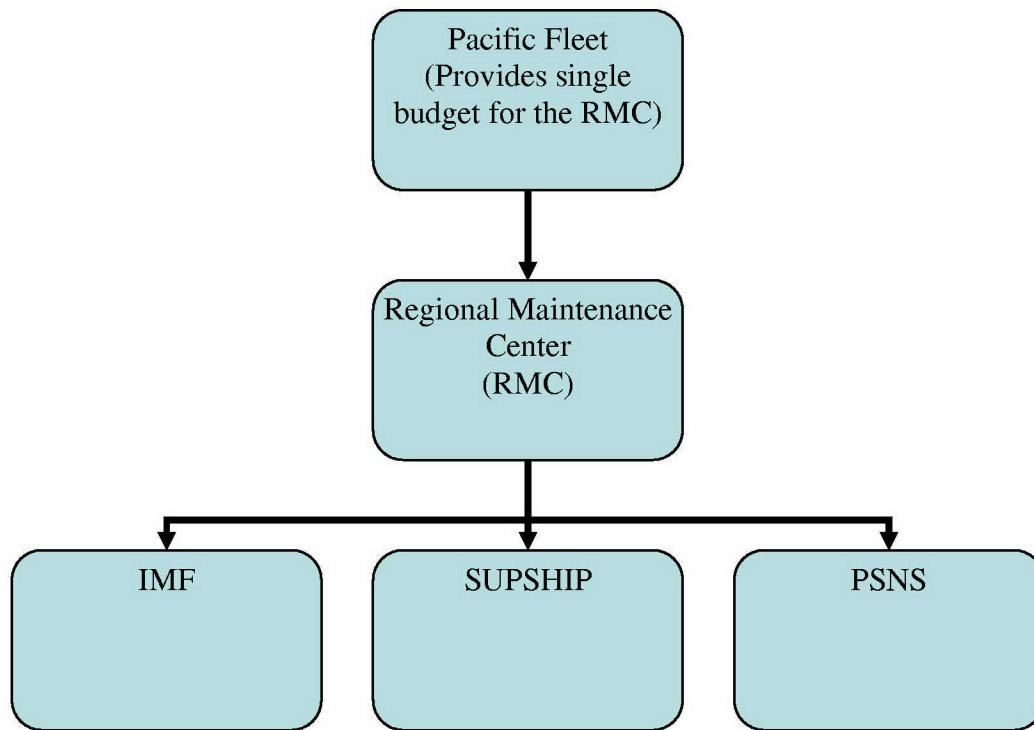 Pacific Fleet
(Provides single
budget for the RMC)
Regional Maintenance
Center
(RMC)
IMF
SUPSHIP
PSNS